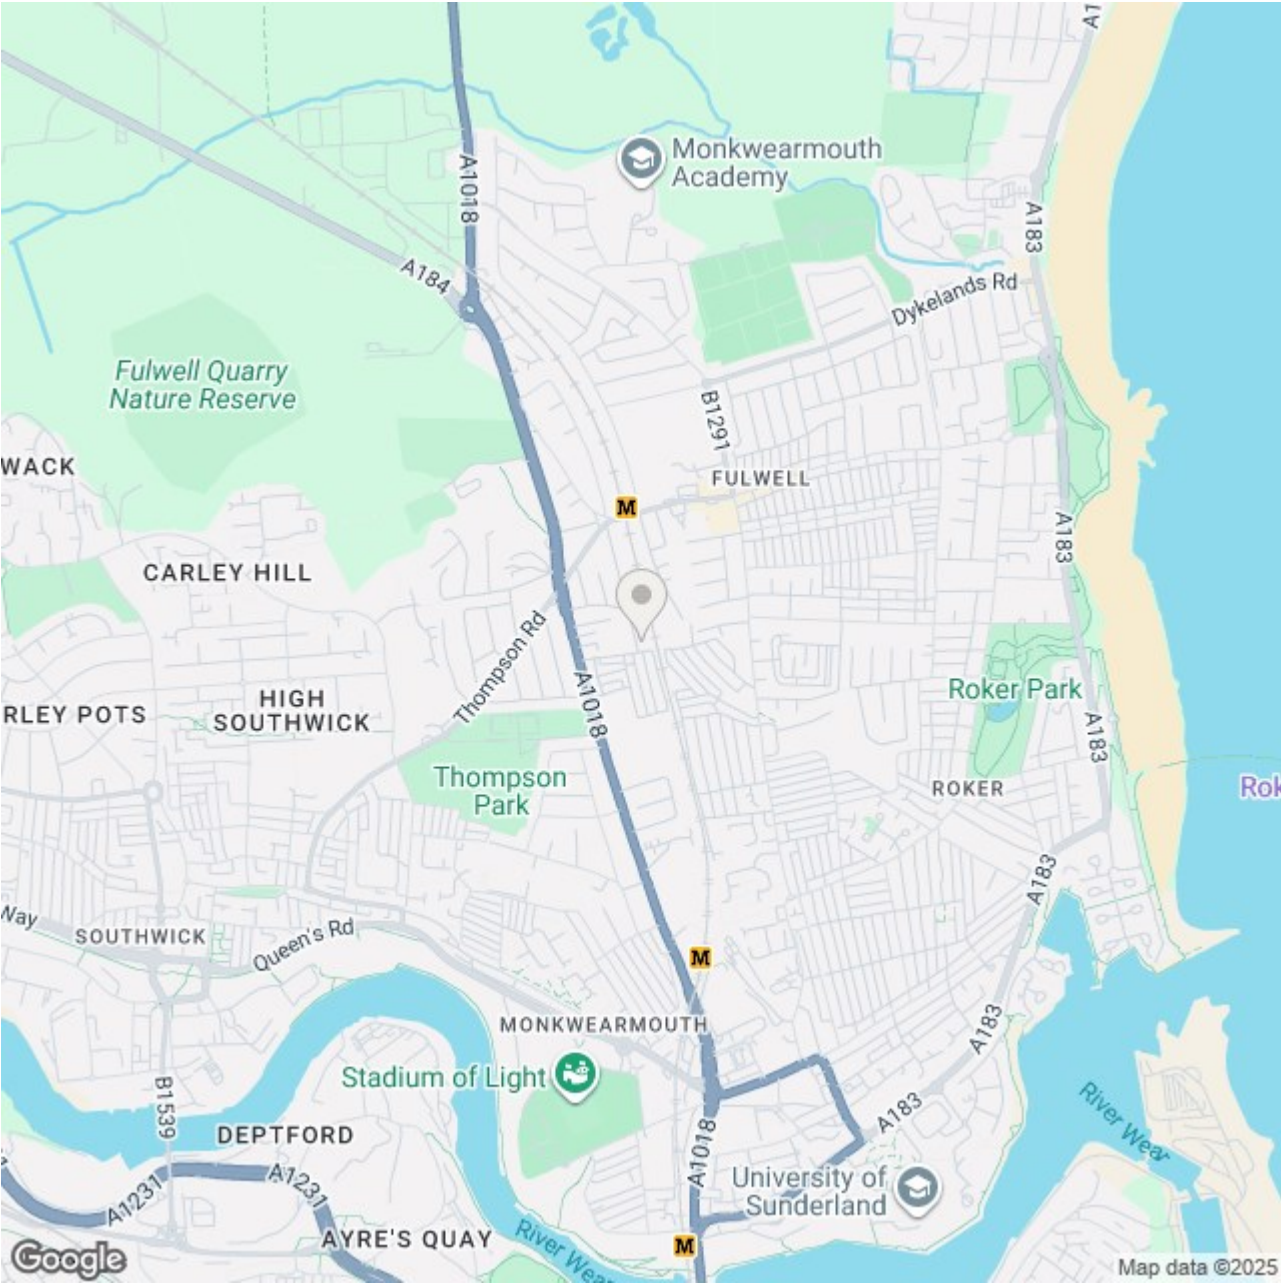 A1
Monkwearmouth
Academy
A1018
A183
A184
Dykelands Rd
Fulwell Quarry
Nature Reserve
B1291
WACK
FULWELL
M
A183
CARLEY HILL
Thompson Rd
A1018
HIGH
SOUTHWICK
RLEY POTS
Roker Park
A183
Thompson
Park
ROKER
Rok
A183
Way
SOUTHWICK
Queen's Rd
M
MONKWEARMOUTH
A183
Stadium of Light
B1539
DEPTFORD
A183
River Wear
A1018
University of
Sunderland
A1231
A1231
AYRE'S QUAY
River Wear
M
Google
Map data ©2025